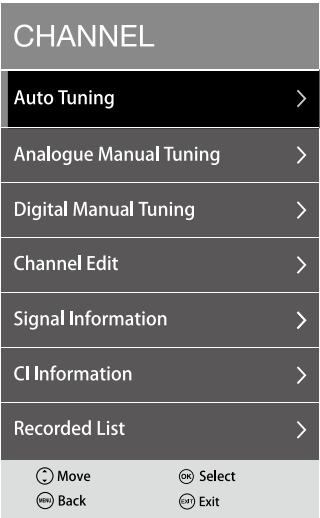 CHANNEL
Auto Tuning
Analogue Manual Tuning
Digital Manual Tuning
Channel Edit
Signal Information
CI Information
Recorded List
Move OK Select
MENU Back EXIT Exit